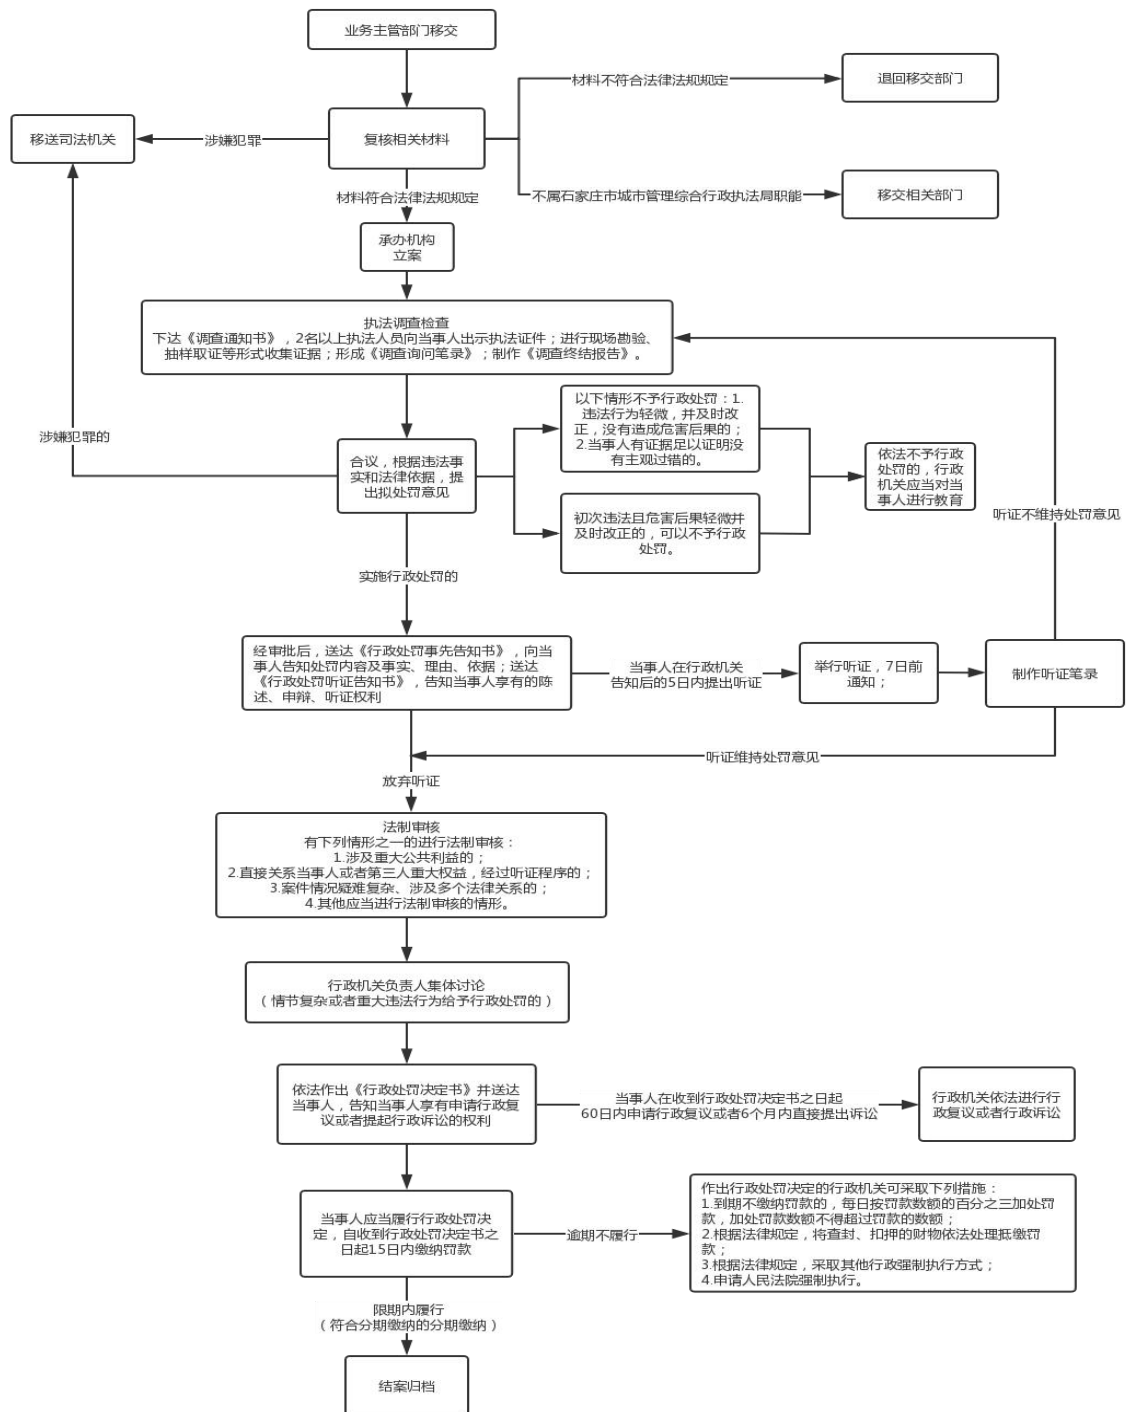 业务主管部门移交
材料不符合法律法规规定
退回移交部门
移送司法机关
涉嫌犯罪
复核相关材料
不属石家庄市城市管理综合行政执法局职能
移交相关部门
材料符合法律法规规定
承办机构
立案
执法调查检查
下达《调查通知书》，2名以上执法人员向当事人出示执法证件；进行现场勘验、
抽样取证等形式收集证据；形成《调查询问笔录》；制作《调查终结报告》。
以下情形不予行政处罚：1.
违法行为轻微，并及时改
正，没有造成危害后果的；
2.当事人有证据足以证明没
有主观过错的。
涉嫌犯罪的
合议，根据违法事
实和法律依据，提
出拟处罚意见
依法不予行政
处罚的，行政
机关应当对当
事人进行教育
初次违法且危害后果轻微并
及时改正的，可以不予行政
处罚。
听证不维持处罚意见
实施行政处罚的
经审批后，送达《行政处罚事先告知书》，向当
事人告知处罚内容及事实、理由、依据；送达
《行政处罚听证告知书》，告知当事人享有的陈
述、申辩、听证权利
当事人在行政机关
告知后的5日内提出听证
举行听证，7日前
通知；
制作听证笔录
听证维持处罚意见
放弃听证
法制审核
有下列情形之一的进行法制审核：
1.涉及重大公共利益的；
2.直接关系当事人或者第三人重大权益，经过听证程序的；
3.案件情况疑难复杂、涉及多个法律关系的；
4.其他应当进行法制审核的情形。
行政机关负责人集体讨论
（情节复杂或者重大违法行为给予行政处罚的）
依法作出《行政处罚决定书》并送达
当事人，告知当事人享有申请行政复
议或者提起行政诉讼的权利
当事人在收到行政处罚决定书之日起
60日内申请行政复议或者6个月内直接提出诉讼
行政机关依法进行行
政复议或者行政诉讼
当事人应当履行行政处罚决
定，自收到行政处罚决定书之
日起15日内缴纳罚款
逾期不履行
作出行政处罚决定的行政机关可采取下列措施：
1.到期不缴纳罚款的，每日按罚款数额的百分之三加处罚
款，加处罚款数额不得超过罚款的数额；
2.根据法律规定，将查封、扣押的财物依法处理抵缴罚
款；
3.根据法律规定，采取其他行政强制执行方式；
4.申请人民法院强制执行。
限期内履行
（符合分期缴纳的分期缴纳）
结案归档